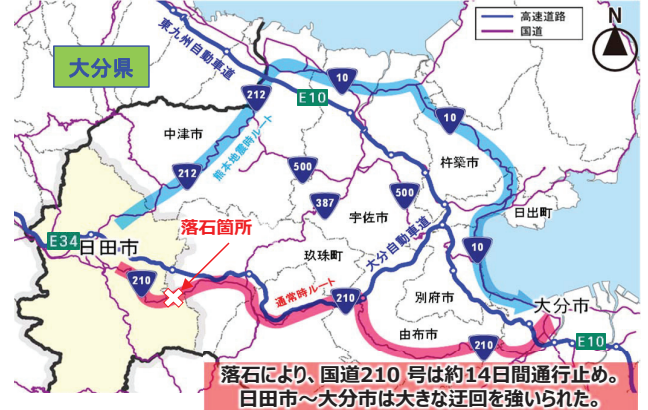 大分県
東九州自動車道
高速道路
国道
N
10
212
E10
10
中津市
熊本地震時ルート
212
500
杵築市
387
500
宇佐市
日出町
落石箇所
E34
日田市
玖珠町
大分自動車道
10
210
通常時ルート
210
別府市
大分市
由布市
210
E10
落石により、国道210 号は約14日間通行止め。
日田市～大分市は大きな迂回を強いられた。